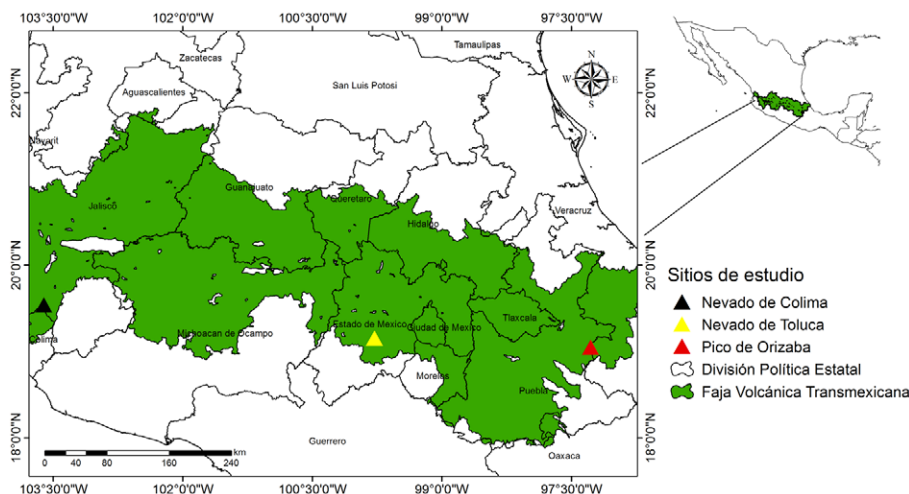 103°30'0"W 102°0'0"W 100°30'0"W 99°0'0"W 97°30'0"W
Tamaulipas
Zacatecas
N
W E
S
San Luis Potosi
Aguascalientes
22°0'0"N 22°0'0"N
Nayarit
Guanajuato
Queretaro
Jalisco
Veracruz
Hidalgo
20°0'0"N 20°0'0"N
Sitios de estudio
Nevado de Colima
Tlaxcala
Estado de Mexico Ciudad de Mexico
Michoacan de Ocampo
Colima
Nevado de Toluca
Pico de Orizaba
Morelos
División Política Estatal
Puebla
Faja Volcánica Transmexicana
18°0'0"N 18°0'0"N
Guerrero
Oaxaca
km
0 40 80 160 240
103°30'0"W 102°0'0"W 100°30'0"W 99°0'0"W 97°30'0"W